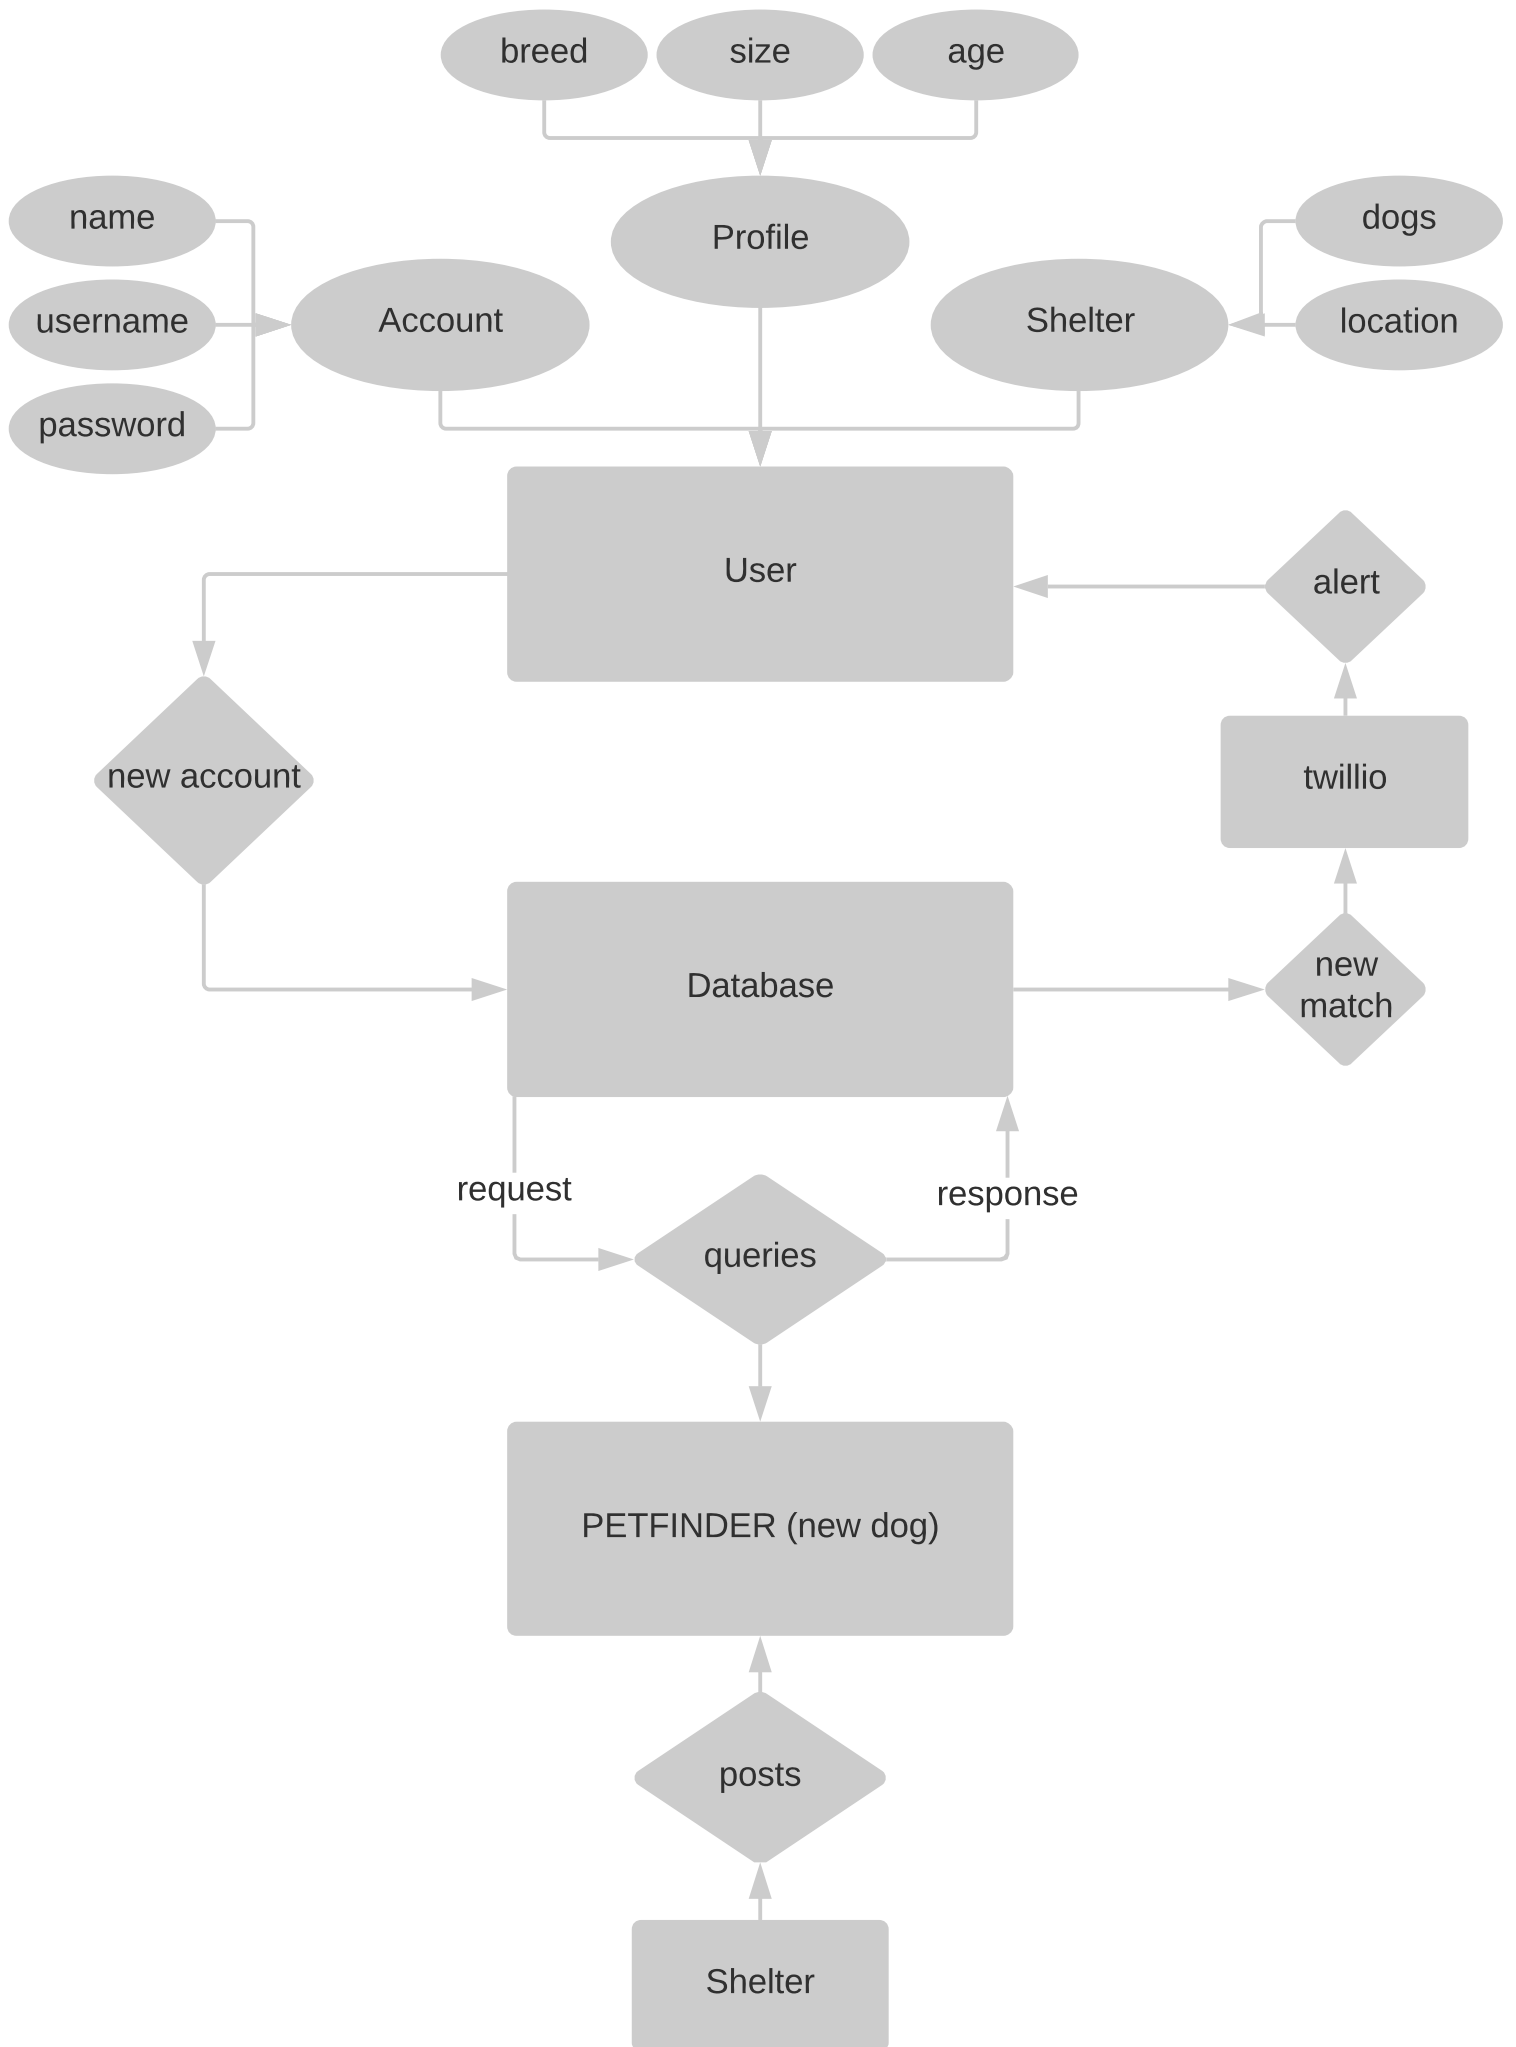 breed
size
age
name
Profile
dogs
username
Account
Shelter
location
password
User
alert
new account
twillio
Database
new
match
request
response
queries
PETFINDER (new dog)
posts
Shelter